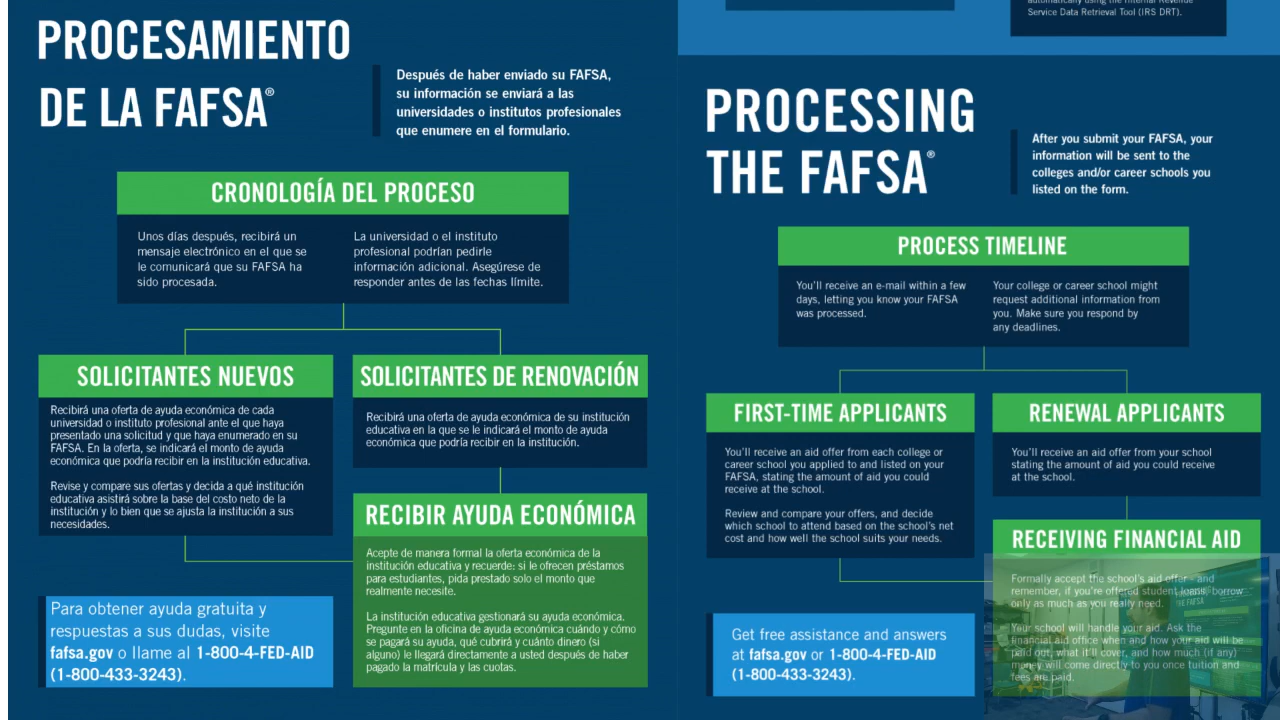 PROCESAMIENTO
DE LA FAFSA®
Después de haber enviado su FAFSA,
su información se enviará a las
universidades o institutos profesionales
que enumere en el formulario.
CRONOLOGÍA DEL PROCESO
Unos días después, recibirá un
mensaje electrónico en el que se
le comunicará que su FAFSA ha
sido procesada.
La universidad o el instituto
profesional podrían pedirle
información adicional. Asegúrese de
responder antes de las fechas límite.
SOLICITANTES NUEVOS
Recibirá una oferta de ayuda económica de cada
universidad o instituto profesional ante el que haya
presentado una solicitud y que haya enumerado en su
FAFSA. En la oferta, se indicará el monto de ayuda
económica que podría recibir en la institución educativa.
Revise y compare sus ofertas y decida a qué institución
educativa asistirá sobre la base del costo neto de la
institución y lo bien que se ajusta la institución a sus
necesidades.
SOLICITANTES DE RENOVACIÓN
Recibirá una oferta de ayuda económica de su institución
educativa en la que se le indicará el monto de ayuda
económica que podría recibir en la institución.
RECIBIR AYUDA ECONÓMICA
Acepte de manera formal la oferta económica de la
institución educativa y recuerde: si le ofrecen préstamos
para estudiantes, pida prestado solo el monto que
realmente necesite.
La institución educativa gestionará su ayuda económica.
Pregunte en la oficina de ayuda económica cuándo y cómo
se pagará su ayuda, qué cubrirá y cuánto dinero (si
alguno) le llegará directamente a usted después de haber
pagado la matrícula y las cuotas.
Para obtener ayuda gratuita y
respuestas a sus dudas, visite
fafsa.gov o llame al 1-800-4-FED-AID
(1-800-433-3243).
automatically using the Internal Revenue
Service Data Retrieval Tool (IRS DRT).
PROCESSING
THE FAFSA®
After you submit your FAFSA, your
information will be sent to the
colleges and/or career schools you
listed on the form.
PROCESS TIMELINE
You'll receive an e-mail within a few
days, letting you know your FAFSA
was processed.
Your college or career school might
request additional information from
you. Make sure you respond by
any deadlines.
FIRST-TIME APPLICANTS
You'll receive an aid offer from each college or
career school you applied to and listed on your
FAFSA, stating the amount of aid you could
receive at the school.
Review and compare your offers, and decide
which school to attend based on the school's net
cost and how well the school suits your needs.
RENEWAL APPLICANTS
You'll receive an aid offer from your school
stating the amount of aid you could receive
at the school.
RECEIVING FINANCIAL AID
Formally accept the school's aid offer - and
remember, if you're offered student loans, borrow
only as much as you really need.
Your school will handle your aid. Ask the
financial aid office when and how your aid will be
paid out, what it'll cover, and how much (if any)
money will come directly to you once tuition and
fees are paid.
Get free assistance and answers
at fafsa.gov or 1-800-4-FED-AID
(1-800-433-3243).